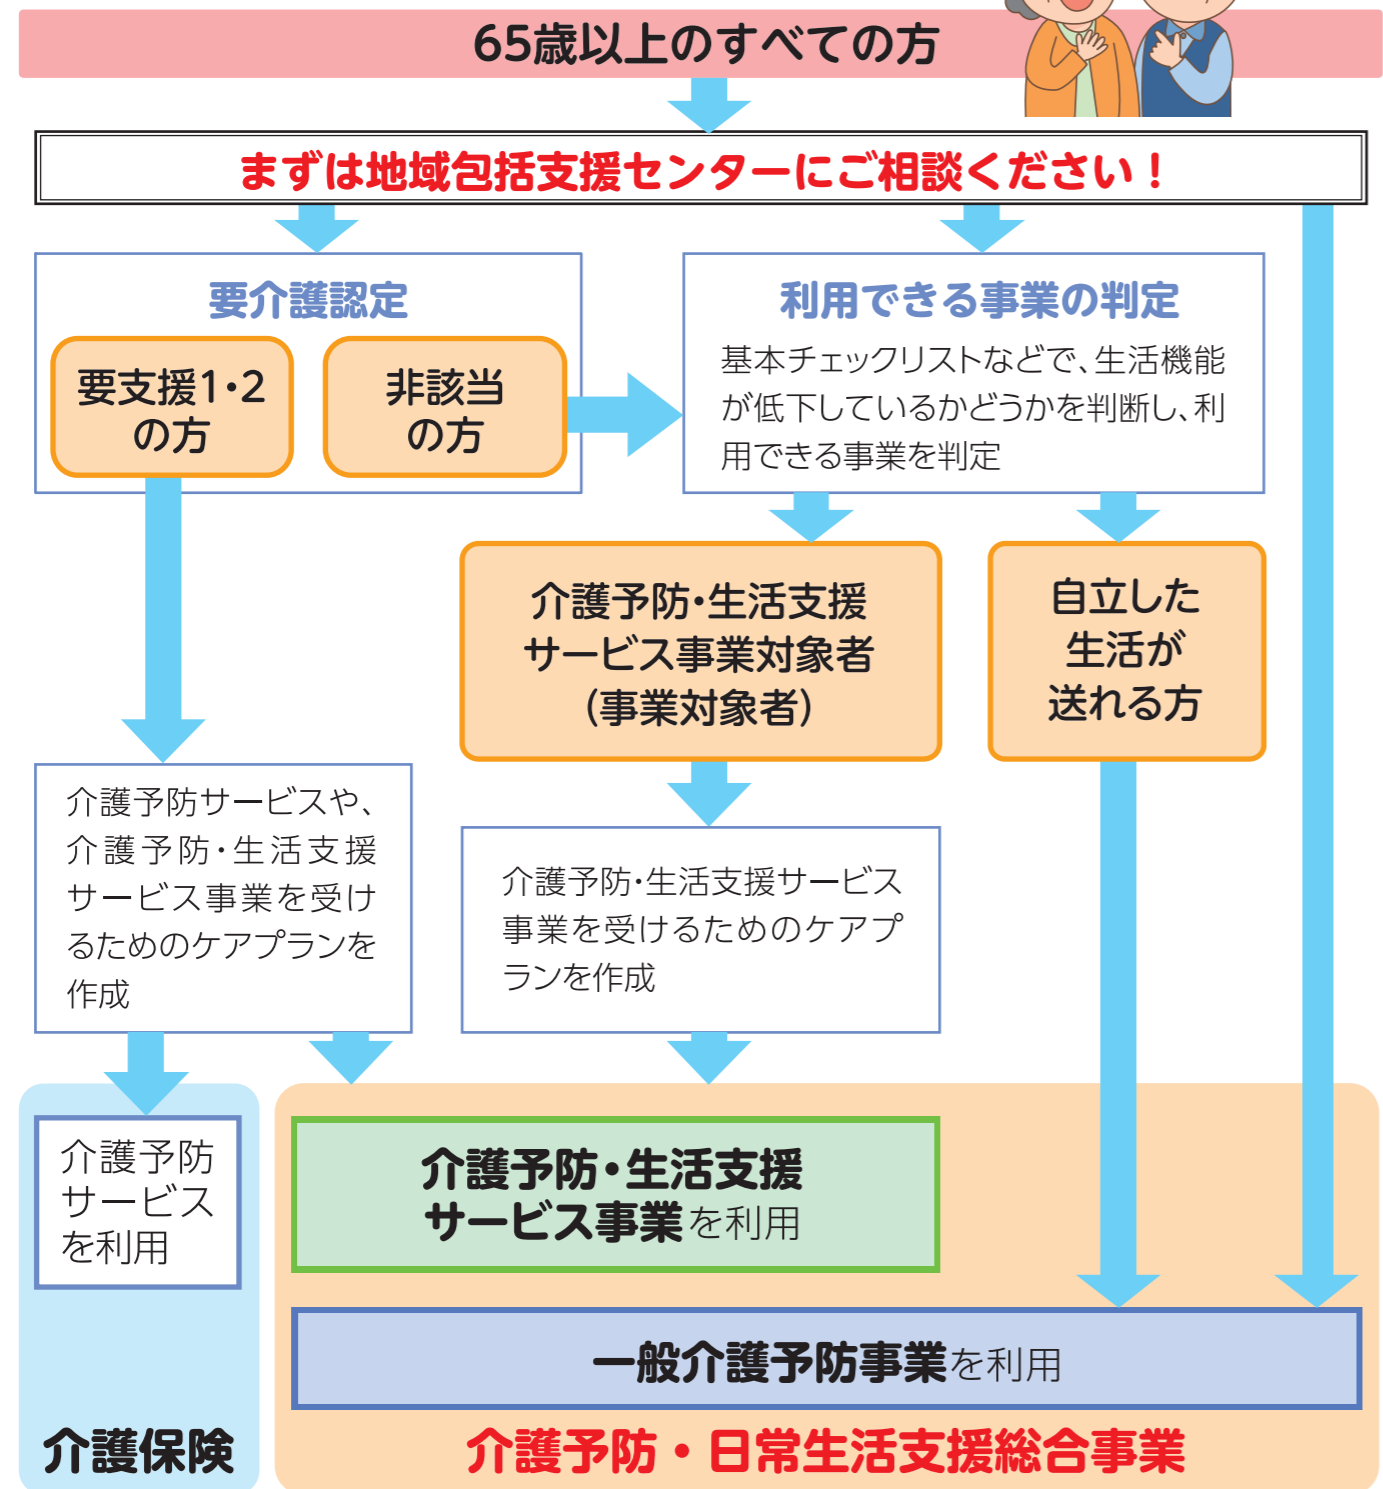 65歳以上のすべての方
まずは地域包括支援センターにご相談ください！
要介護認定
要支援1・2
の方
非該当
の方
利用できる事業の判定
基本チェックリストなどで、生活機能
が低下しているかどうかを判断し、利
用できる事業を判定
介護予防・生活支援
サービス事業対象者
(事業対象者)
自立した
生活が
送れる方
介護予防サービスや、
介護予防・生活支援
サービス事業を受け
るためのケアプランを
作成
介護予防・生活支援サービス
事業を受けるためのケアプ
ランを作成
介護予防
サービス
を利用
介護予防・生活支援
サービス事業を利用
一般介護予防事業を利用
介護保険
介護予防・日常生活支援総合事業